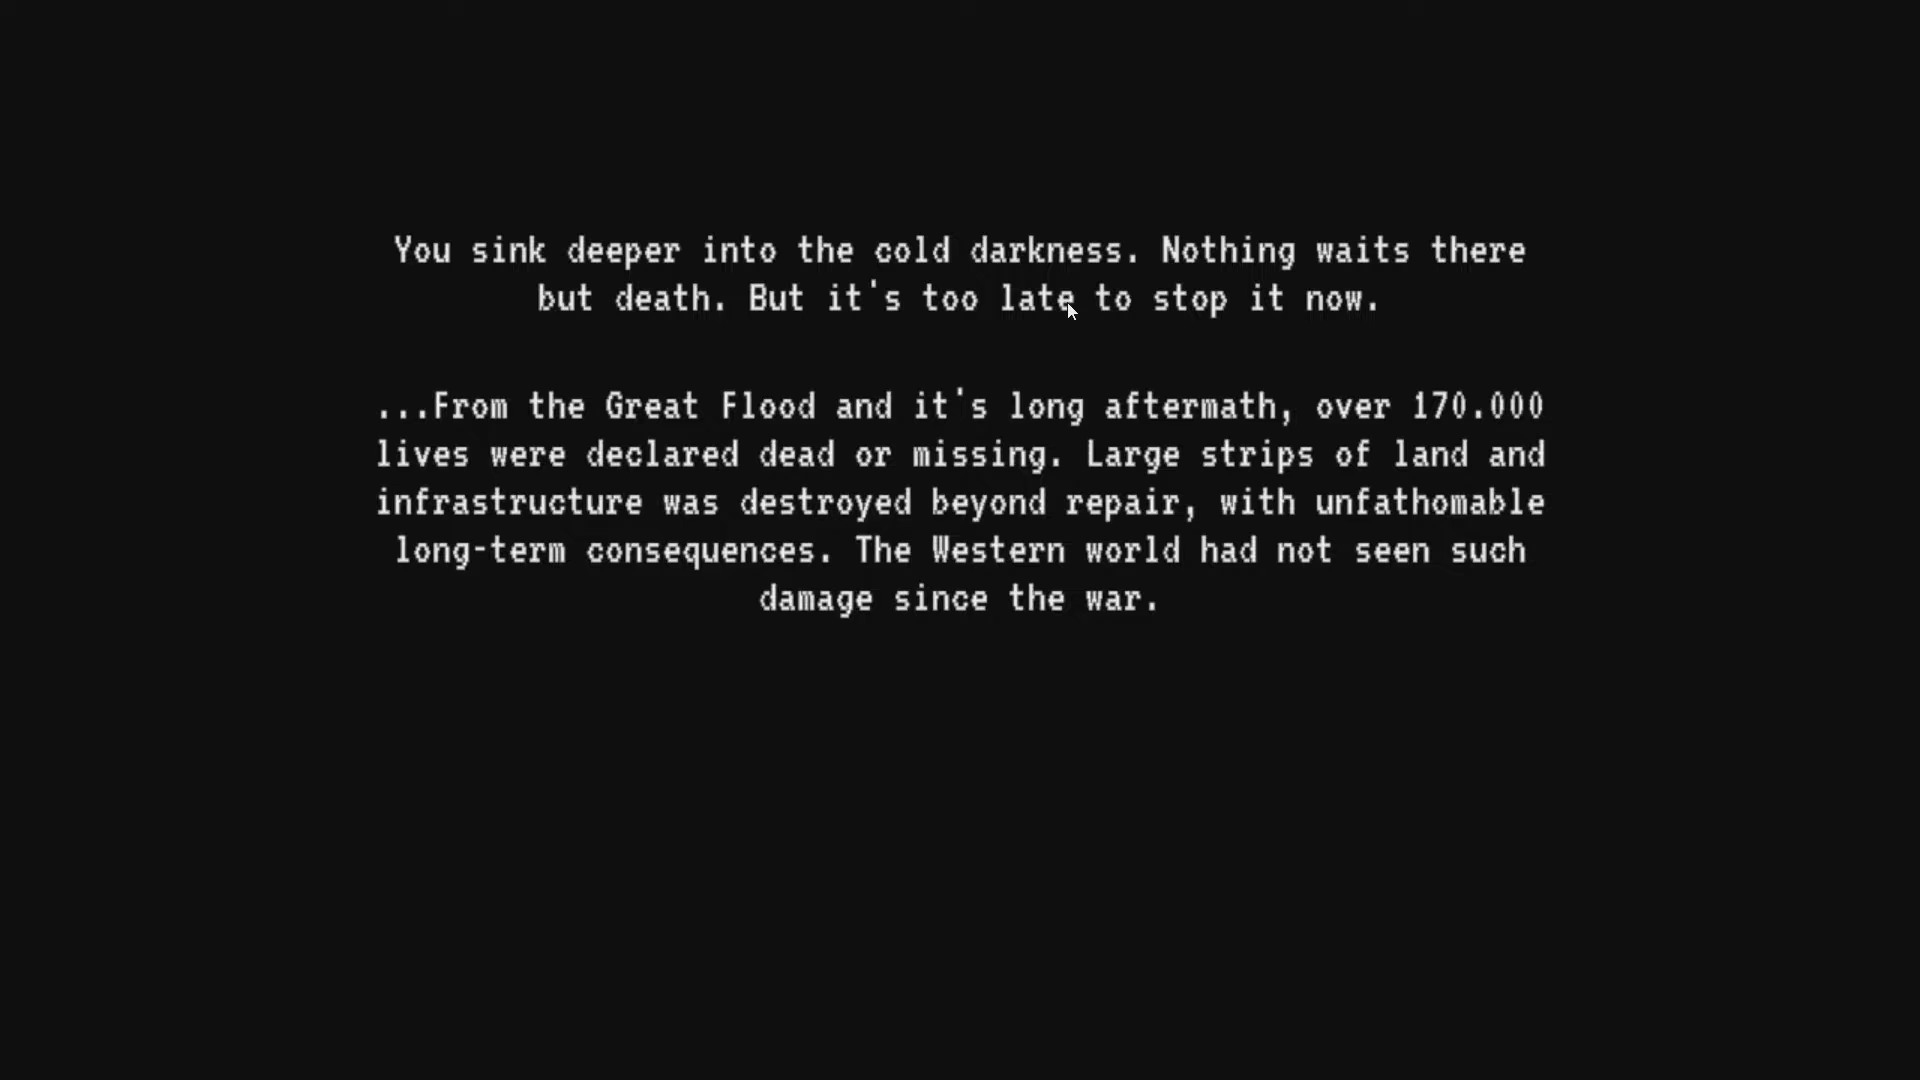 You sink deeper into the cold darkness. Nothing waits there
but death. But it's too late to stop it now.
...From the Great Flood and it's long aftermath, over 170.000
lives were declared dead or missing. Large strips of land and
infrastructure was destroyed beyond repair, with unfathomable
long-term consequences. The Western world had not seen such
damage since the war.